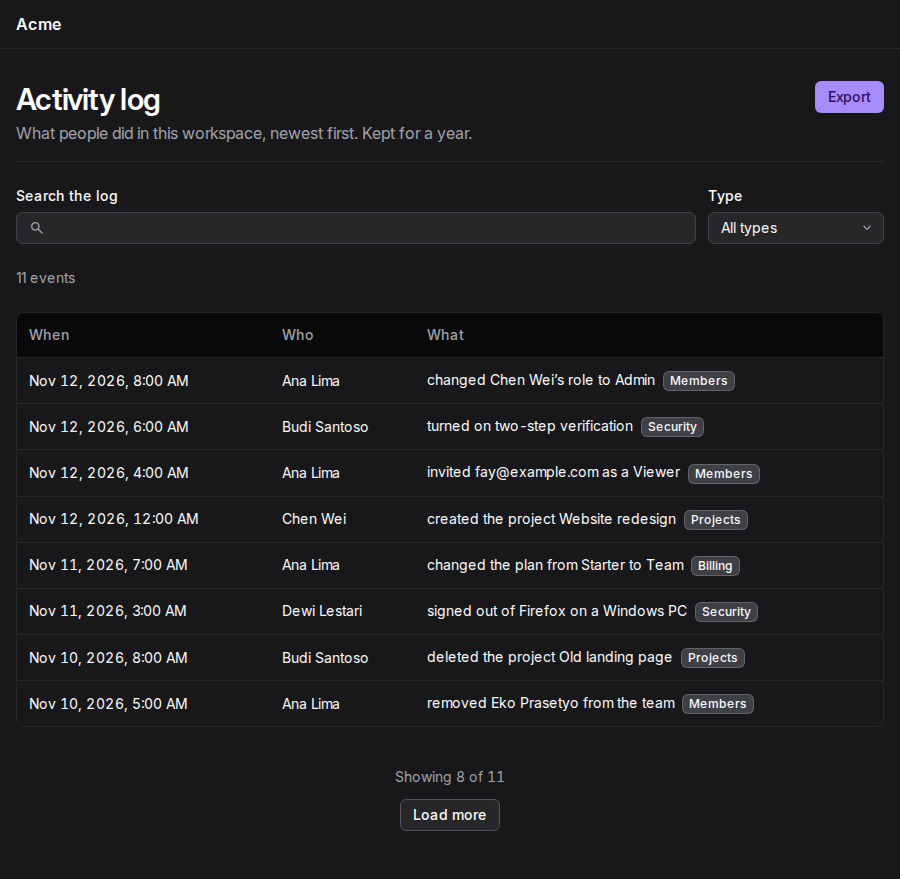 Acme
Activity log
Export
What people did in this workspace, newest first. Kept for a year.
Search the log
Type
All types
11 events
When Who What
Nov 12, 2026, 8:00 AM Ana Lima changed Chen Wei’s role to Admin Members
Nov 12, 2026, 6:00 AM Budi Santoso turned on two-step verification Security
Nov 12, 2026, 4:00 AM Ana Lima invited fay@example.com as a Viewer Members
Nov 12, 2026, 12:00 AM Chen Wei created the project Website redesign Projects
Nov 11, 2026, 7:00 AM Ana Lima changed the plan from Starter to Team Billing
Nov 11, 2026, 3:00 AM Dewi Lestari signed out of Firefox on a Windows PC Security
Nov 10, 2026, 8:00 AM Budi Santoso deleted the project Old landing page Projects
Nov 10, 2026, 5:00 AM Ana Lima removed Eko Prasetyo from the team Members
Showing 8 of 11
Load more